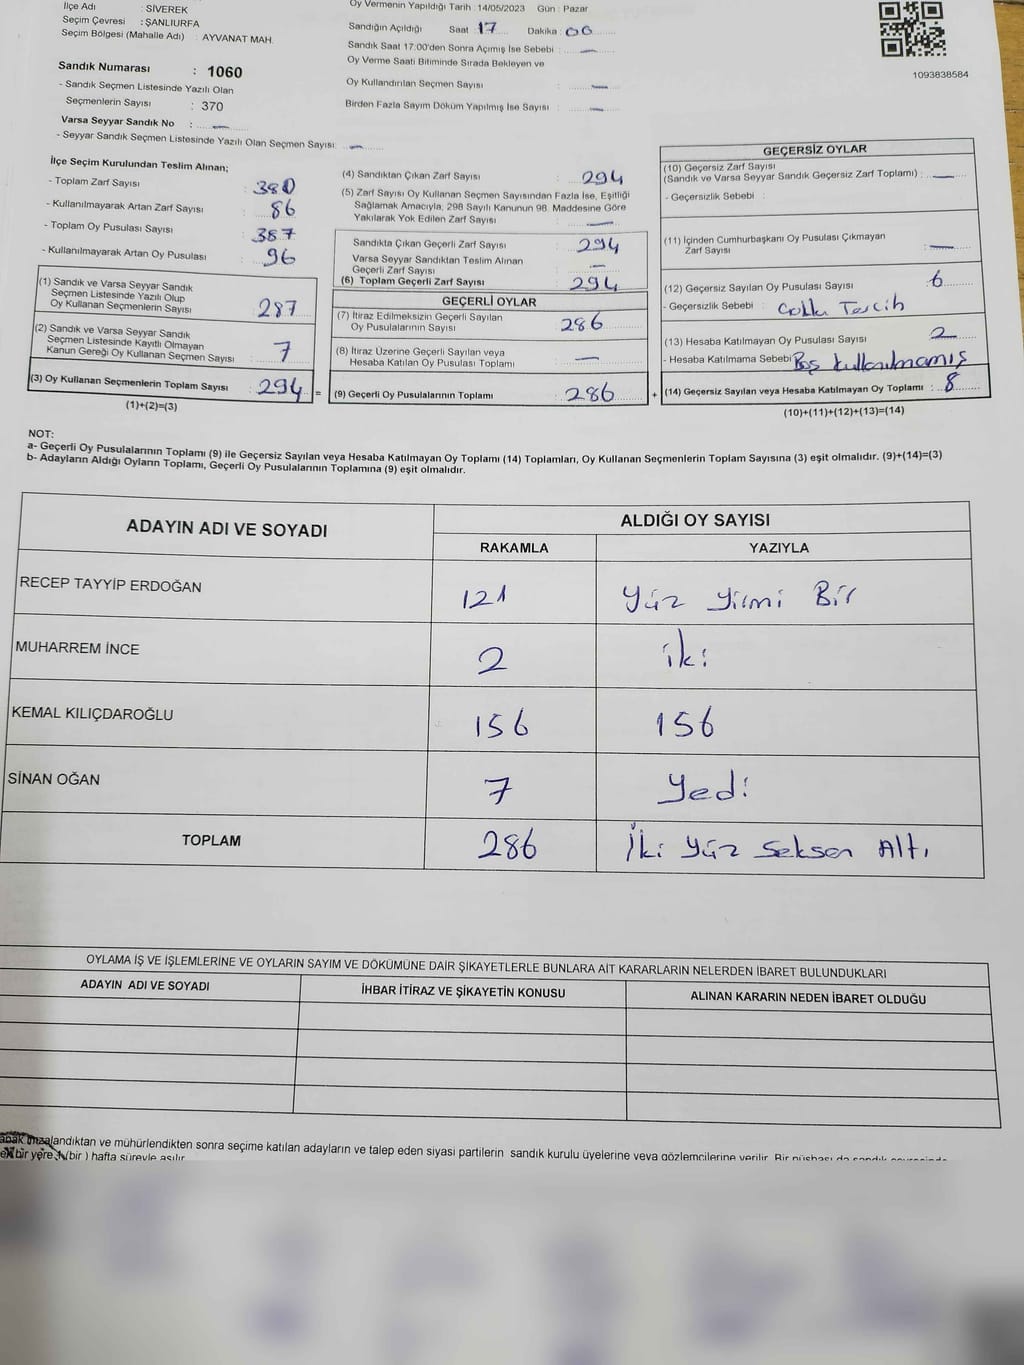 İlçe Adı : SİVEREK
Seçim Çevresi : ŞANLIURFA
Seçim Bölgesi (Mahalle Adı) : AYVANAT MAH.
Sandık Numarası : 1060
- Sandık Seçmen Listesinde Yazılı Olan
Seçmenlerin Sayısı : 370
Varsa Seyyar Sandık No :
- Seyyar Sandık Seçmen Listesinde Yazılı Olan Seçmen Sayısı:
Oy Vermenin Yapıldığı Tarih : 14/05/2023 Gün : Pazar
Sandığın Açıldığı Saat 17 Dakika : 00
Sandık Saat 17:00'den Sonra Açımış İse Sebebi :
Oy Verme Saati Bitiminde Sırada Bekleyen ve
Oy Kullandırılan Seçmen Sayısı :
Birden Fazla Sayım Döküm Yapılmış İse Sayısı :
1093838584
İlçe Seçim Kurulundan Teslim Alınan;
- Toplam Zarf Sayısı : 380
- Kullanılmayarak Artan Zarf Sayısı : 86
- Toplam Oy Pusulası Sayısı : 387
- Kullanılmayarak Artan Oy Pusulası : 96
(1) Sandık ve Varsa Seyyar Sandık
Seçmen Listesinde Yazılı Olup
Oy Kullanan Seçmenlerin Sayısı : 287
(2) Sandık ve Varsa Seyyar Sandık
Seçmen Listesinde Kayıtlı Olmayan
Kanun Gereği Oy Kullanan Seçmen Sayısı : 7
(3) Oy Kullanan Seçmenlerin Toplam Sayısı : 294 =
(1)+(2)=(3)
(4) Sandıktan Çıkan Zarf Sayısı : 294
(5) Zarf Sayısı Oy Kullanan Seçmen Sayısından Fazla İse, Eşitliği
Sağlamak Amacıyla, 298 Sayılı Kanunun 98. Maddesine Göre
Yakılarak Yok Edilen Zarf Sayısı :
Sandıkta Çıkan Geçerli Zarf Sayısı : 294
Varsa Seyyar Sandıktan Teslim Alınan
Geçerli Zarf Sayısı :
(6) Toplam Geçerli Zarf Sayısı : 294
GEÇERLİ OYLAR
(7) İtiraz Edilmeksizin Geçerli Sayılan
Oy Pusulalarının Sayısı : 286
(8) İtiraz Üzerine Geçerli Sayılan veya
Hesaba Katılan Oy Pusulası Toplamı :
(9) Geçerli Oy Pusulalarının Toplamı : 286 +
GEÇERSİZ OYLAR
(10) Geçersiz Zarf Sayısı
(Sandık ve Varsa Seyyar Sandık Geçersiz Zarf Toplamı) :
- Geçersizlik Sebebi :
(11) İçinden Cumhurbaşkanı Oy Pusulası Çıkmayan
Zarf Sayısı :
(12) Geçersiz Sayılan Oy Pusulası Sayısı : 6
- Geçersizlik Sebebi : Çoklu Tercih
(13) Hesaba Katılmayan Oy Pusulası Sayısı : 2
- Hesaba Katılmama Sebebi : Boş kullanılmamış
(14) Geçersiz Sayılan veya Hesaba Katılmayan Oy Toplamı : 8
(10)+(11)+(12)+(13)=(14)
NOT:
a- Geçerli Oy Pusulalarının Toplamı (9) ile Geçersiz Sayılan veya Hesaba Katılmayan Oy Toplamı (14) Toplamları, Oy Kullanan Seçmenlerin Toplam Sayısına (3) eşit olmalıdır. (9)+(14)=(3)
b- Adayların Aldığı Oyların Toplamı, Geçerli Oy Pusulalarının Toplamına (9) eşit olmalıdır.
ADAYIN ADI VE SOYADI ALDIĞI OY SAYISI
RAKAMLA YAZIYLA
RECEP TAYYİP ERDOĞAN 121 Yüz Yirmi Bir
MUHARREM İNCE 2 iki
KEMAL KILIÇDAROĞLU 156 156
SİNAN OĞAN 7 Yedi
TOPLAM 286 İki Yüz Seksen Altı
OYLAMA İŞ VE İŞLEMLERİNE VE OYLARIN SAYIM VE DÖKÜMÜNE DAİR ŞİKAYETLERLE BUNLARA AİT KARARLARIN NELERDEN İBARET BULUNDUKLARI
ADAYIN ADI VE SOYADI İHBAR İTİRAZ VE ŞİKAYETİN KONUSU ALINAN KARARIN NEDEN İBARET OLDUĞU
imzalandıktan ve mühürlendikten sonra seçime katılan adayların ve talep eden siyasi partilerin sandık kurulu üyelerine veya gözlemcilerine verilir. Bir nüshası da sandık
bir yere 1 (bir ) hafta süreyle asılır.